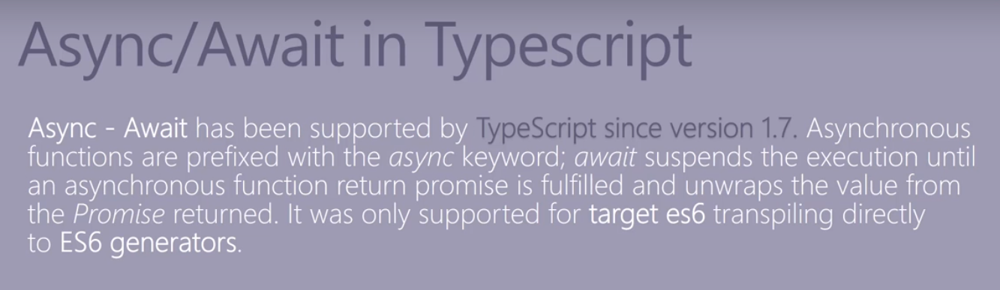 Async/Await in Typescript
Async - Await has been supported by TypeScript since version 1.7. Asynchronous
functions are prefixed with the async keyword; await suspends the execution until
an asynchronous function return promise is fulfilled and unwraps the value from
the Promise returned. It was only supported for target es6 transpiling directly
to ES6 generators.